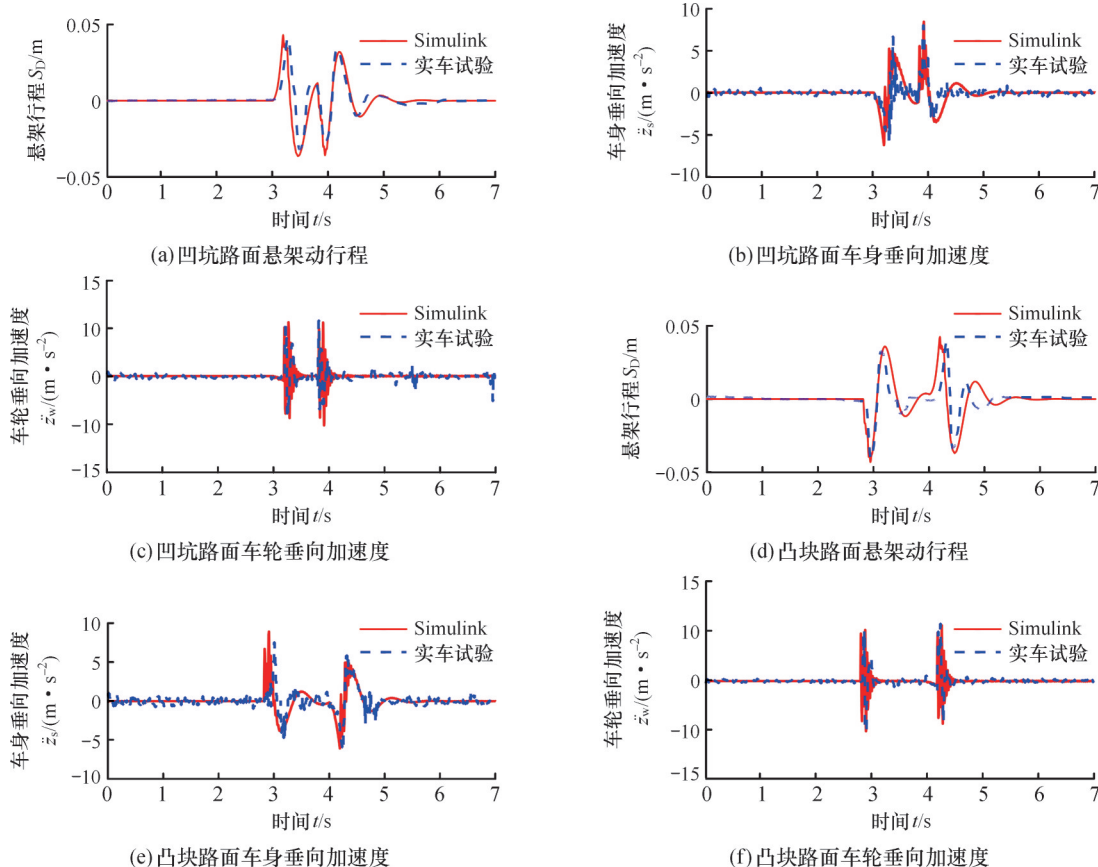 0.05
0
−0.05
悬架行程 S_D/m
Simulink
实车试验
0 1 2 3 4 5 6 7
时间 t/s
(a)凹坑路面悬架动行程
10
5
0
−5
−10
车身垂向加速度
z̈_s/(m·s⁻²)
Simulink
实车试验
0 1 2 3 4 5 6 7
时间 t/s
(b)凹坑路面车身垂向加速度
15
10
0
−10
15
车轮垂向加速度
z̈_w/(m·s⁻²)
Simulink
实车试验
0 1 2 3 4 5 6 7
时间 t/s
(c)凹坑路面车轮垂向加速度
0.05
0
−0.05
悬架行程 S_D/m
Simulink
实车试验
0 1 2 3 4 5 6 7
时间 t/s
(d)凸块路面悬架动行程
10
5
0
−5
−10
车身垂向加速度
z̈_s/(m·s⁻²)
Simulink
实车试验
0 1 2 3 4 5 6 7
时间 t/s
(e)凸块路面车身垂向加速度
15
10
0
−10
−15
车轮垂向加速度
z̈_w/(m·s⁻²)
Simulink
实车试验
0 1 2 3 4 5 6 7
时间 t/s
(f)凸块路面车轮垂向加速度